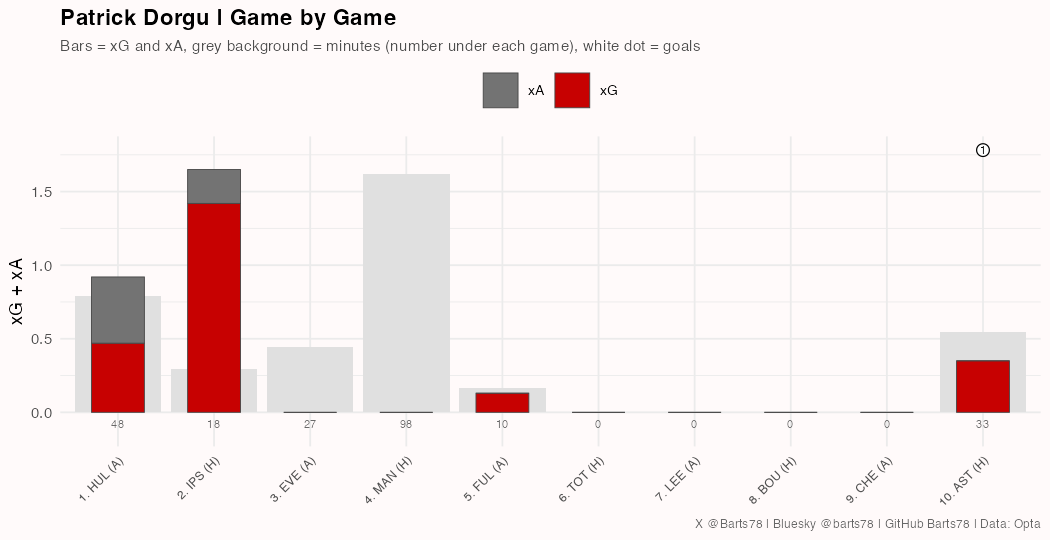 Patrick Dorgu | Game by Game
Bars = xG and xA, grey background = minutes (number under each game), white dot = goals
xA xG
1
xG + xA
1.5
1.0
0.5
0.0
48 18 27 98 10 0 0 0 0 33
1. HUL (A) 2. IPS (H) 3. EVE (A) 4. MAN (H) 5. FUL (A) 6. TOT (H) 7. LEE (A) 8. BOU (H) 9. CHE (A) 10. AST (H)
X @Barts78 | Bluesky @barts78 | GitHub Barts78 | Data: Opta